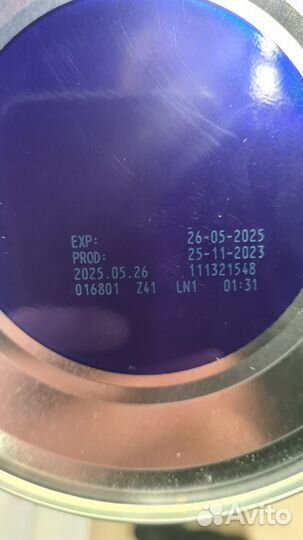 EXP: 26-05-2025
PROD: 25-11-2023
2025.05.26 111321548
016801 Z41 LN1 01:31
Avito